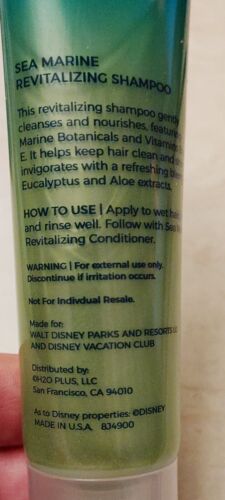 SEA MARINE
REVITALIZING SHAMPOO
This revitalizing shampoo gently
cleanses and nourishes, featuring
Marine Botanicals and Vitamin
E. It helps keep hair clean and
invigorates with a refreshing
Eucalyptus and Aloe extracts.
HOW TO USE | Apply to wet hair
and rinse well. Follow with Sea
Revitalizing Conditioner.
WARNING | For external use only.
Discontinue if irritation occurs.
Not For Indivdual Resale.
Made for:
WALT DISNEY PARKS AND RESORTS
AND DISNEY VACATION CLUB
Distributed by:
©H2O PLUS, LLC
San Francisco, CA 94010
As to Disney properties: ©DISNEY
MADE IN U.S.A. 8J4900